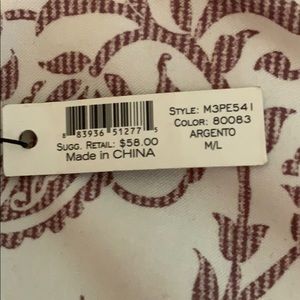 8 83936 51277 5
SUGG. RETAIL: $58.00
Made in CHINA
STYLE: M3PE541
COLOR: 80083
ARGENTO
M/L